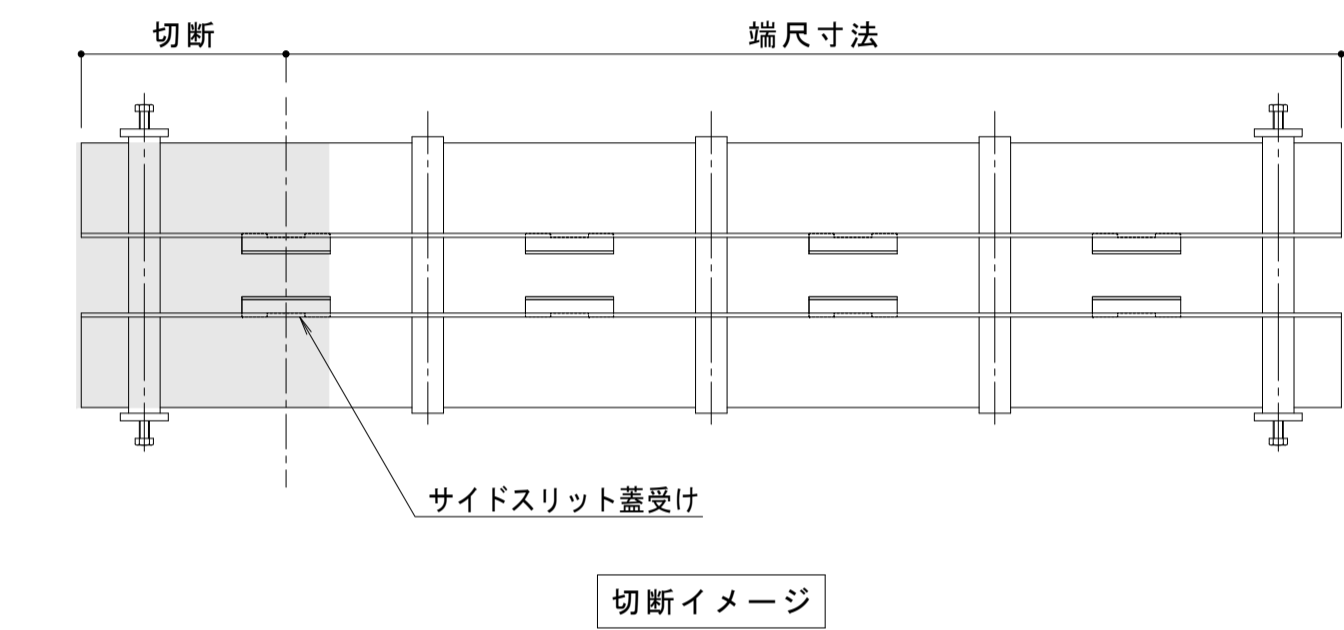 切断
端尺寸法
サイドスリット蓋受け
切断イメージ